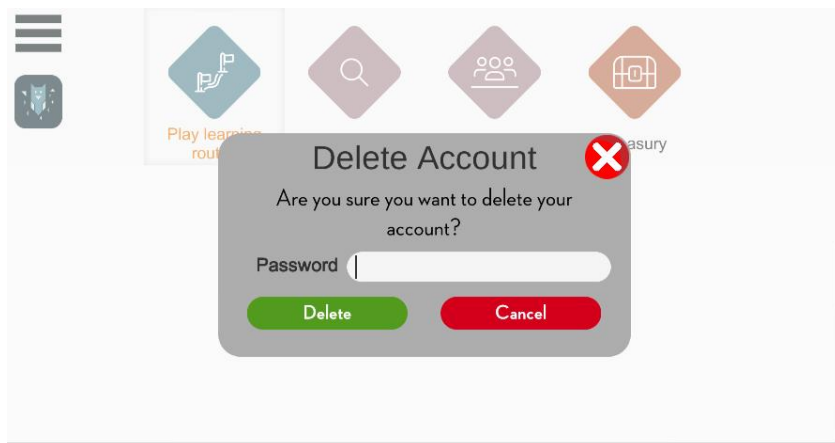 Play learning
rout
asury
Delete Account
Are you sure you want to delete your
account?
Password
Delete
Cancel